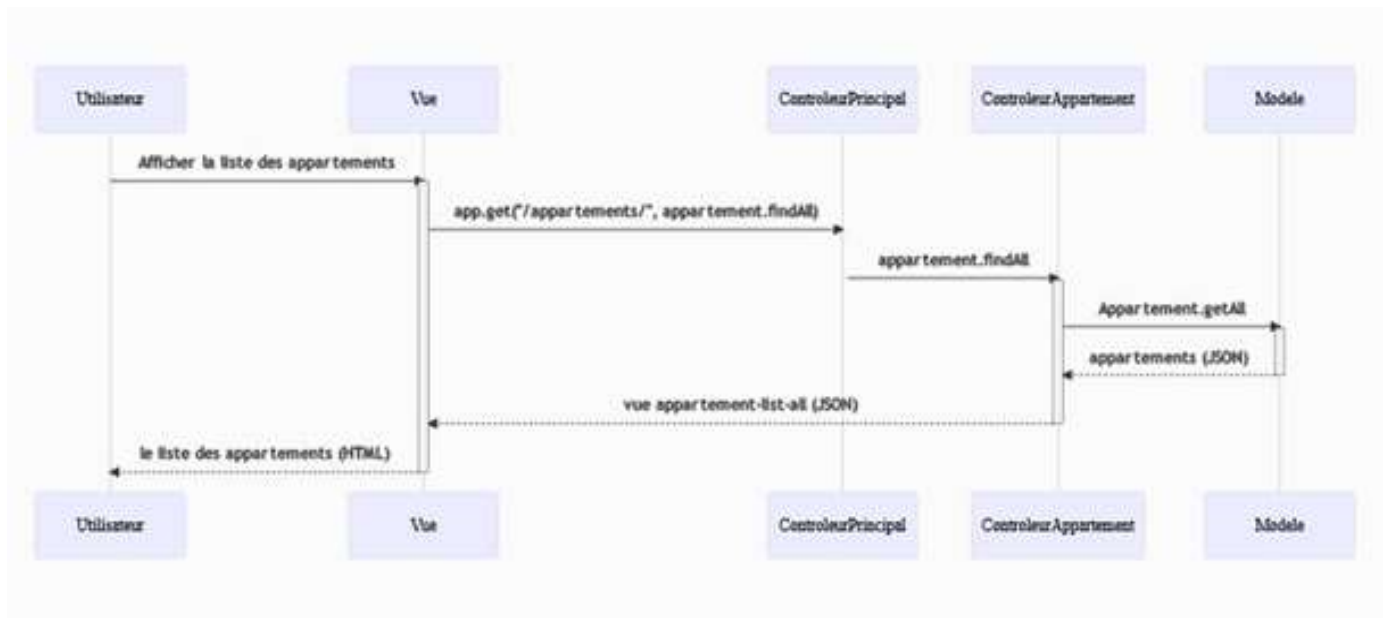 Utilisateur
Vue
ControleurPrincipal
ControleurAppartement
Modele
Afficher la liste des appartements
app.get("/appartements/", appartement.findAll)
appartement.findAll
Appartement.getAll
appartements (JSON)
vue appartement-list-all (JSON)
le liste des appartements (HTML)
Utilisateur
Vue
ControleurPrincipal
ControleurAppartement
Modele